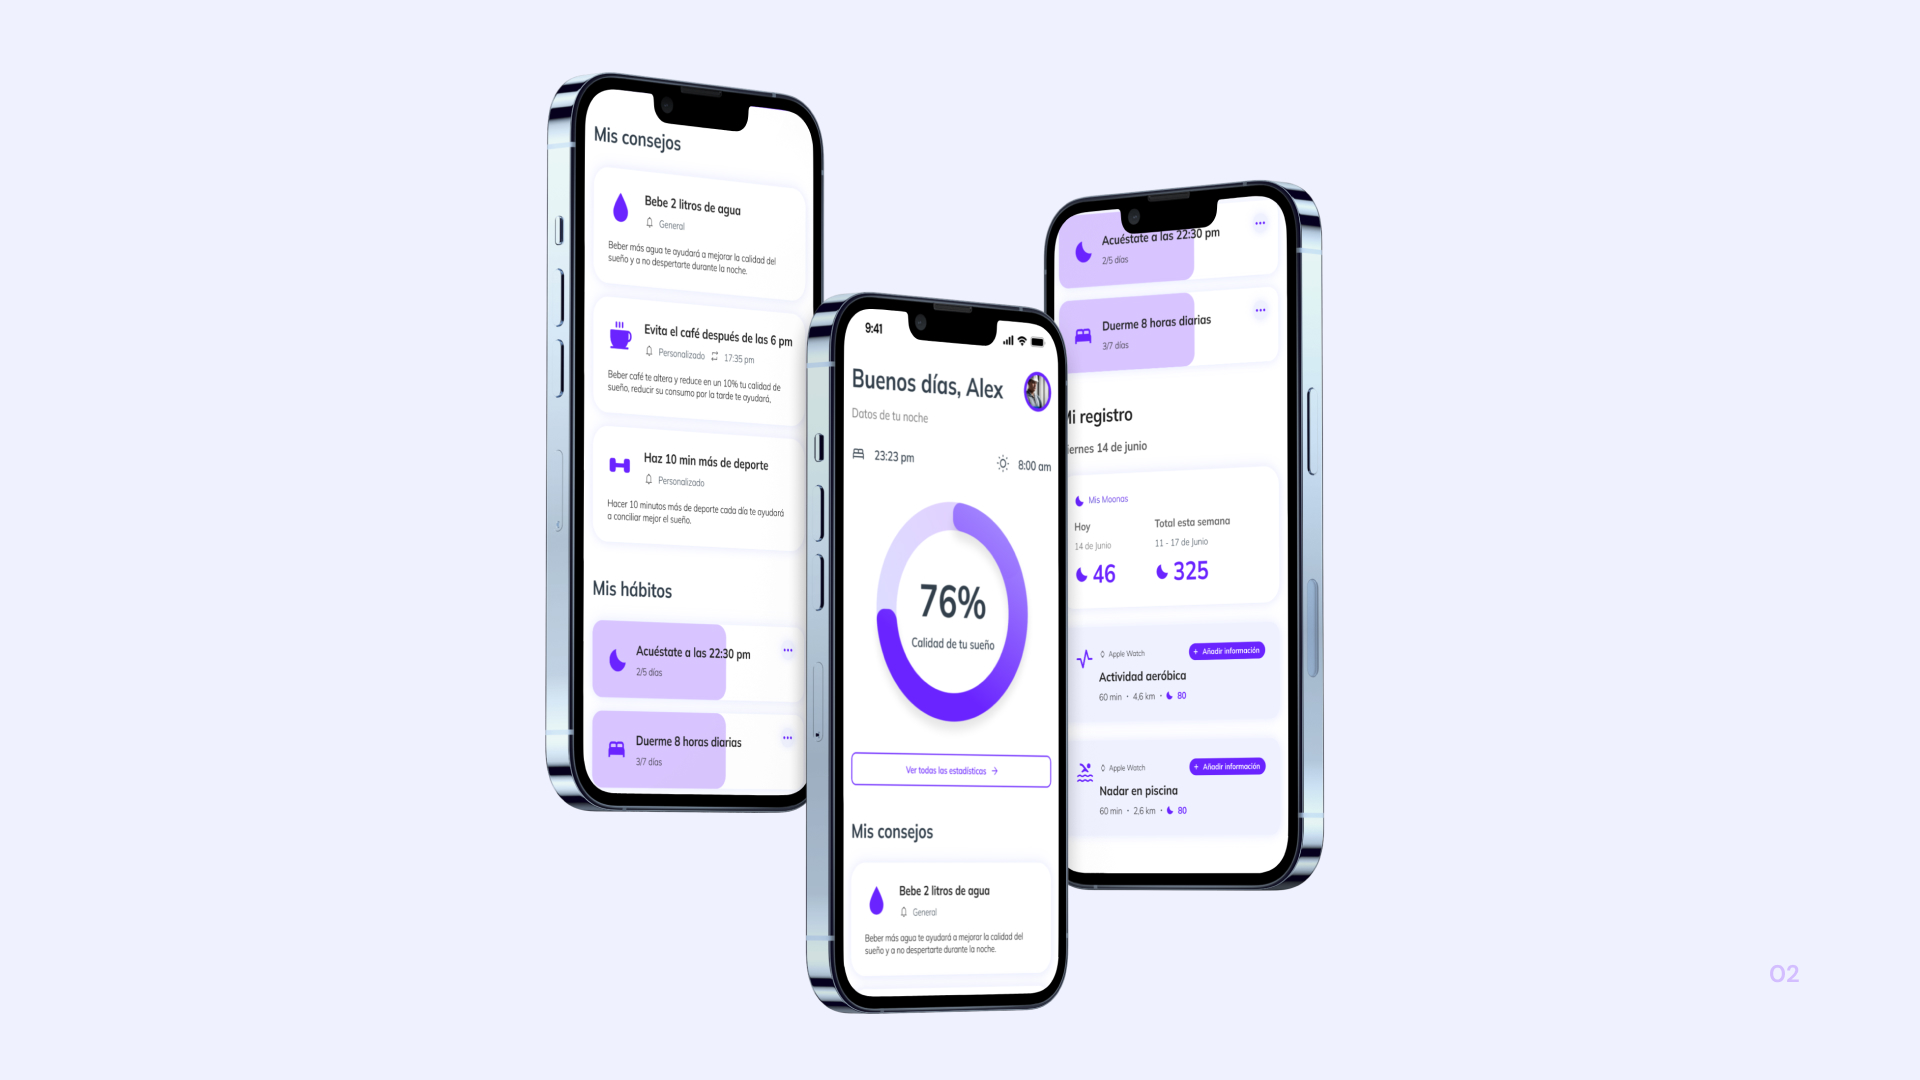 Mis consejos
Bebe 2 litros de agua
General
Beber más agua te ayudará a mejorar la calidad del
sueño y a no despertarte durante la noche.
Evita el café después de las 6 pm
Personalizado 17:35 pm
Beber café te altera y reduce en un 10% tu calidad de
sueño, reducir su consumo por la tarde te ayudará,
Haz 10 min más de deporte
Personalizado
Hacer 10 minutos más de deporte cada día te ayudará
a conciliar mejor el sueño.
Mis hábitos
Acuéstate a las 22:30 pm
2/5 días
Duerme 8 horas diarias
3/7 días
9:41
Buenos días, Alex
Datos de tu noche
23:23 pm
8:00 am
76%
Calidad de tu sueño
Ver todas las estadísticas →
Mis consejos
Bebe 2 litros de agua
General
Beber más agua te ayudará a mejorar la calidad del
sueño y a no despertarte durante la noche.
Acuéstate a las 22:30 pm
2/5 días
Duerme 8 horas diarias
3/7 días
Mi registro
iernes 14 de junio
Mis Moonas
Hoy
14 de Junio
46
Total esta semana
11 - 17 de Junio
325
Apple Watch
+ Añadir información
Actividad aeróbica
60 min • 4,6 km • 80
Apple Watch
+ Añadir información
Nadar en piscina
60 min • 2,6 km • 80
02